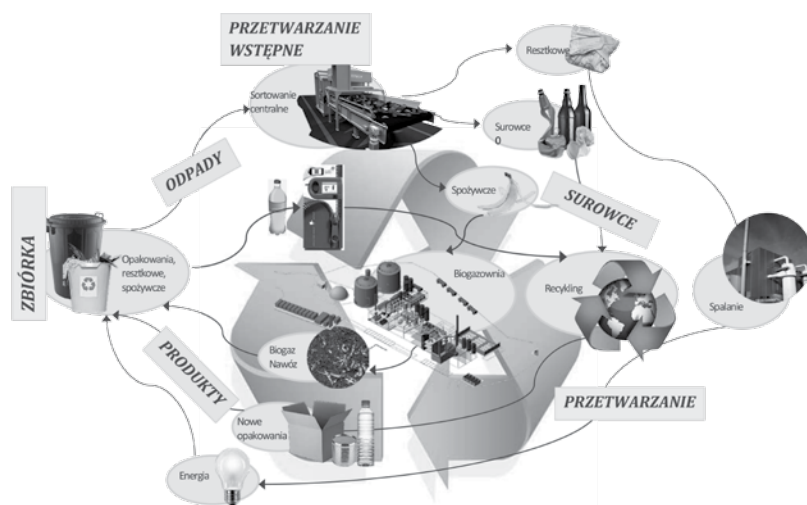 PRZETWARZANIE
WSTĘPNE
Resztkowe
Sortowanie
centralne
Surowce
O
ODPADY
Spożywcze
SUROWCE
ZBIÓRKA
Opakowania,
resztkowe,
spożywcze
Biogazownia
Recykling
Spalanie
Biogaz
Nawóz
PRODUKTY
PRZETWARZANIE
Nowe
opakowania
Energia